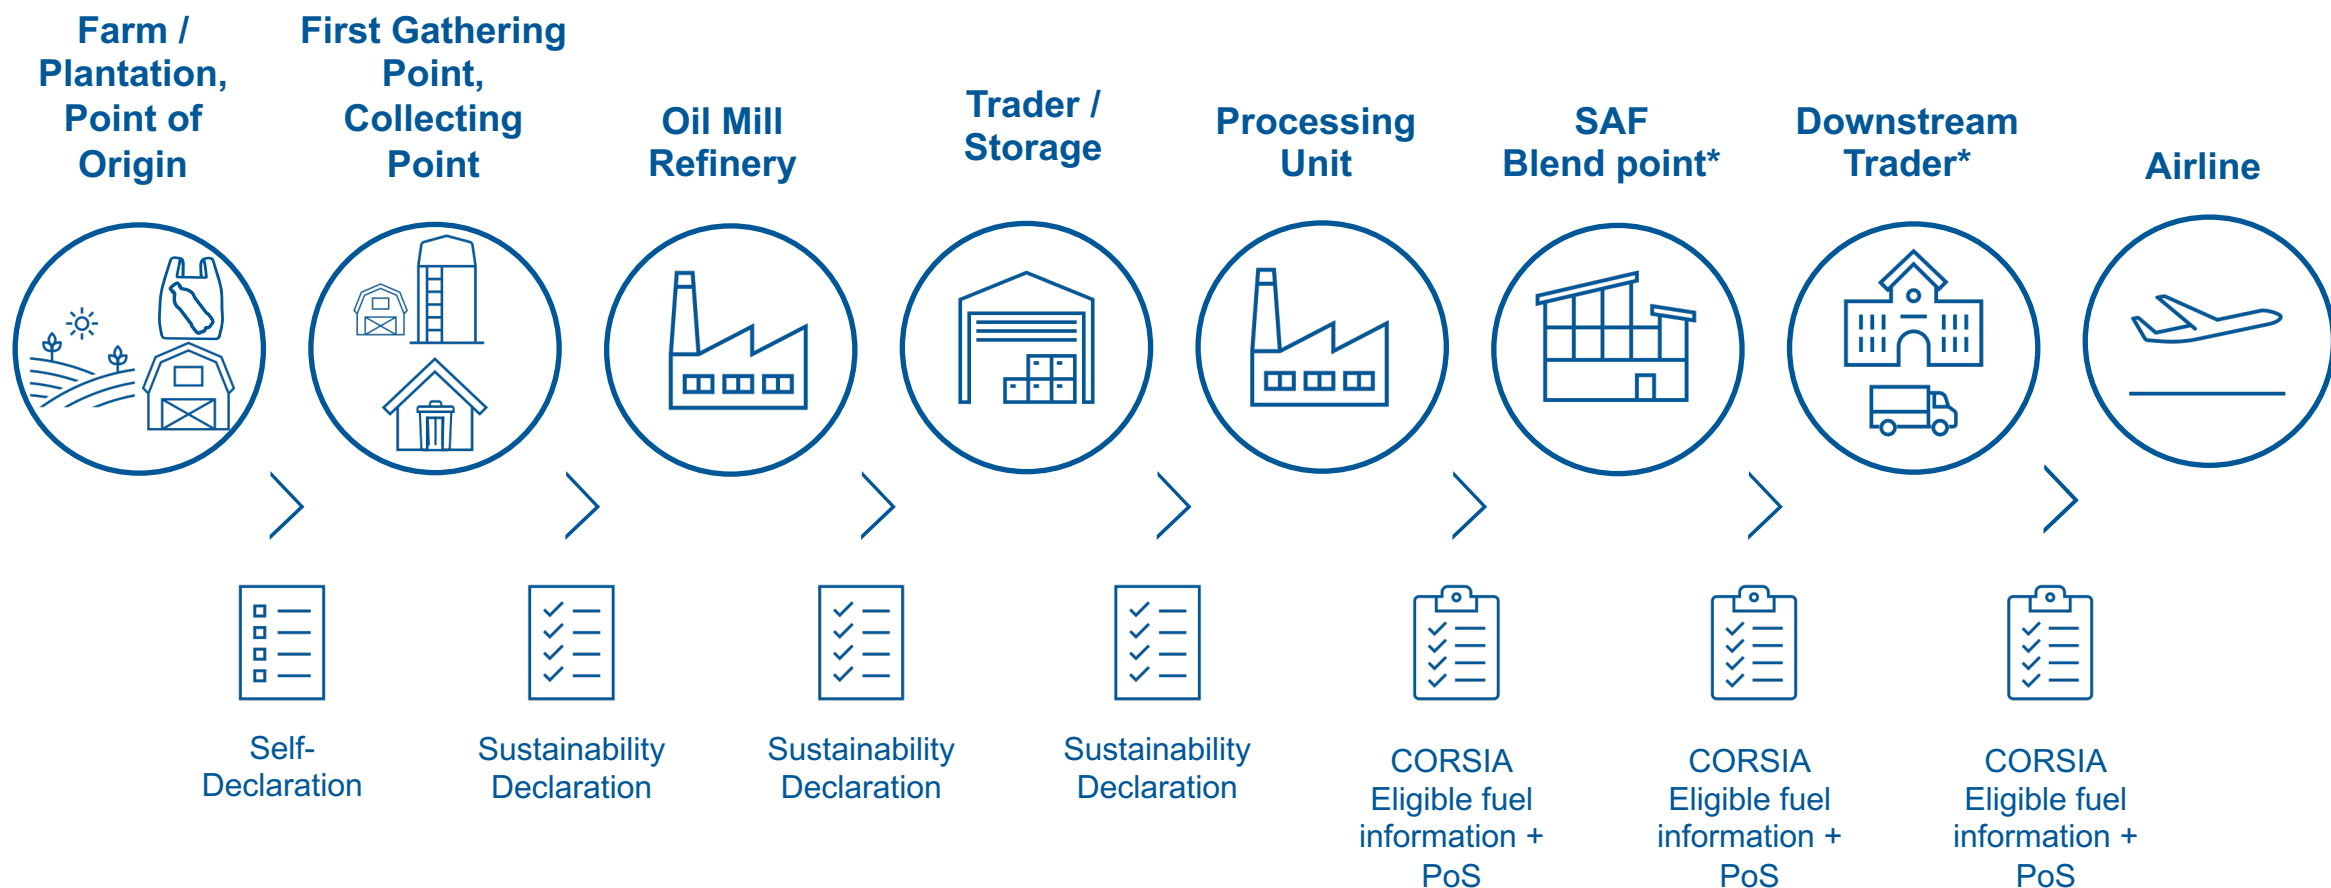 Farm /
Plantation,
Point of
Origin
First Gathering
Point,
Collecting
Point
Oil Mill
Refinery
Trader /
Storage
Processing
Unit
SAF
Blend point*
Downstream
Trader*
Airline
Self-
Declaration
Sustainability
Declaration
Sustainability
Declaration
Sustainability
Declaration
CORSIA
Eligible fuel
information +
PoS
CORSIA
Eligible fuel
information +
PoS
CORSIA
Eligible fuel
information +
PoS